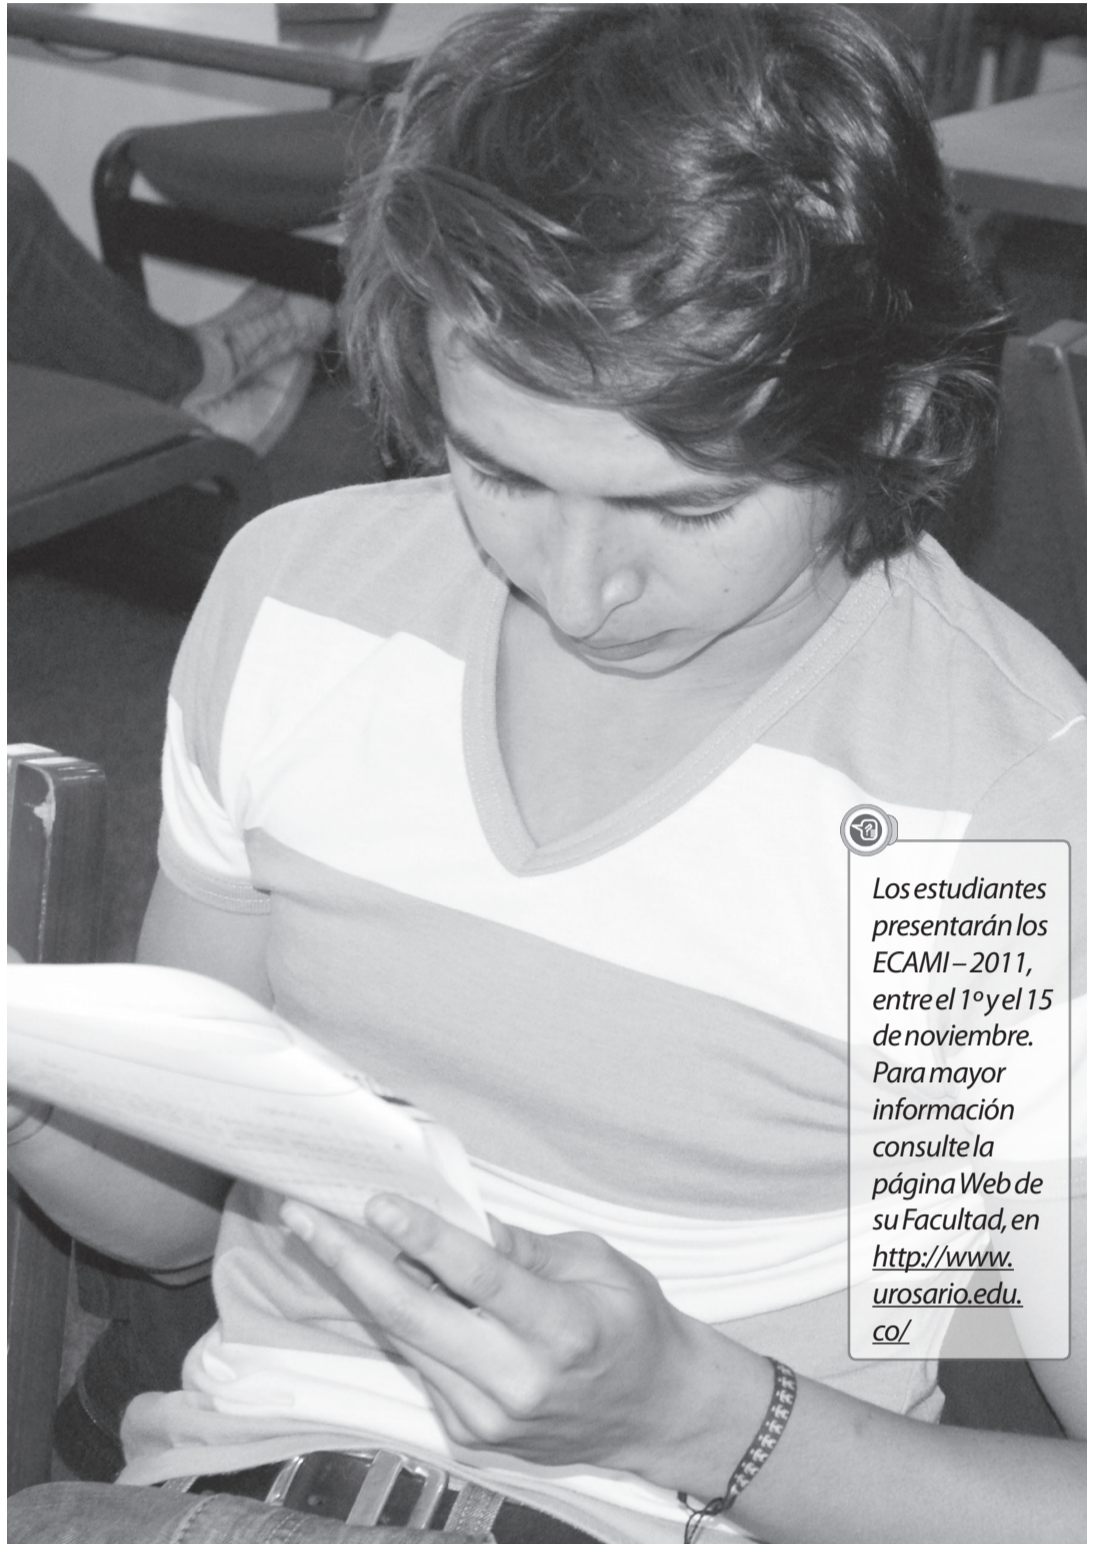 Los estudiantes
presentarán los
ECAMI – 2011,
entre el 1º y el 15
de noviembre.
Para mayor
información
consulte la
página Web de
su Facultad, en
http://www.
urosario.edu.
co/